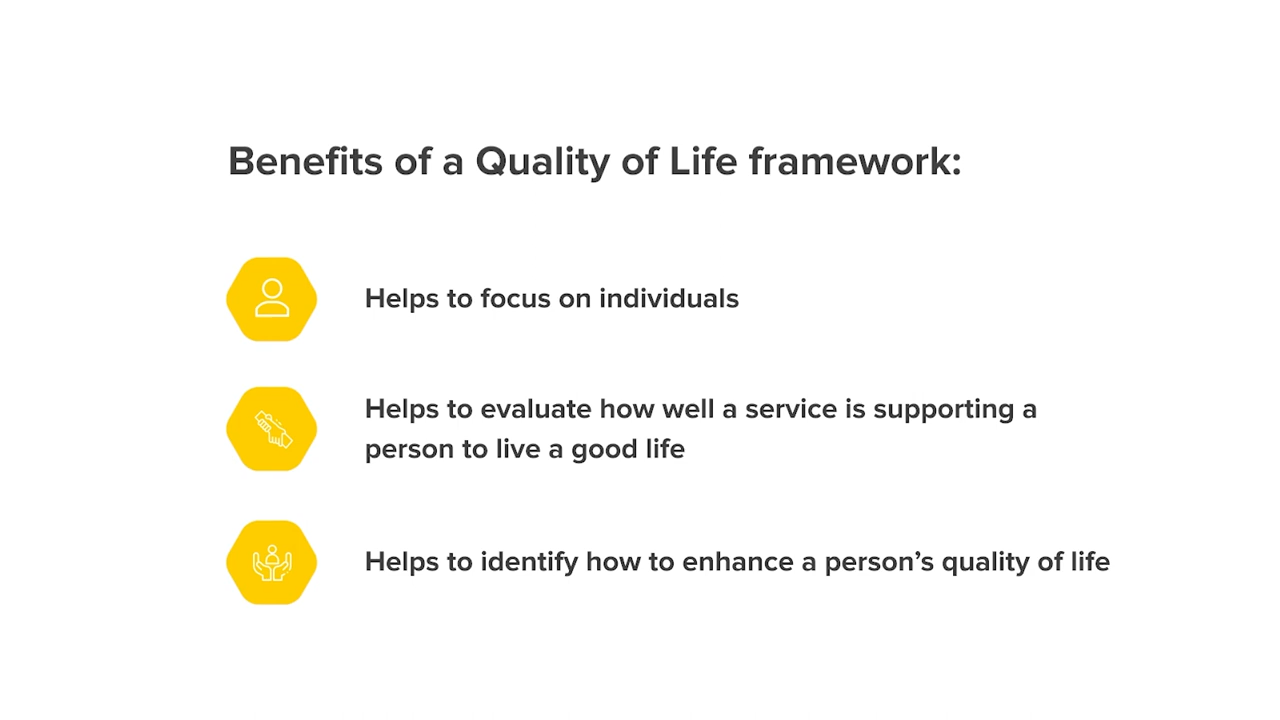 Benefits of a Quality of Life framework:
Helps to focus on individuals
Helps to evaluate how well a service is supporting a
person to live a good life
Helps to identify how to enhance a person’s quality of life